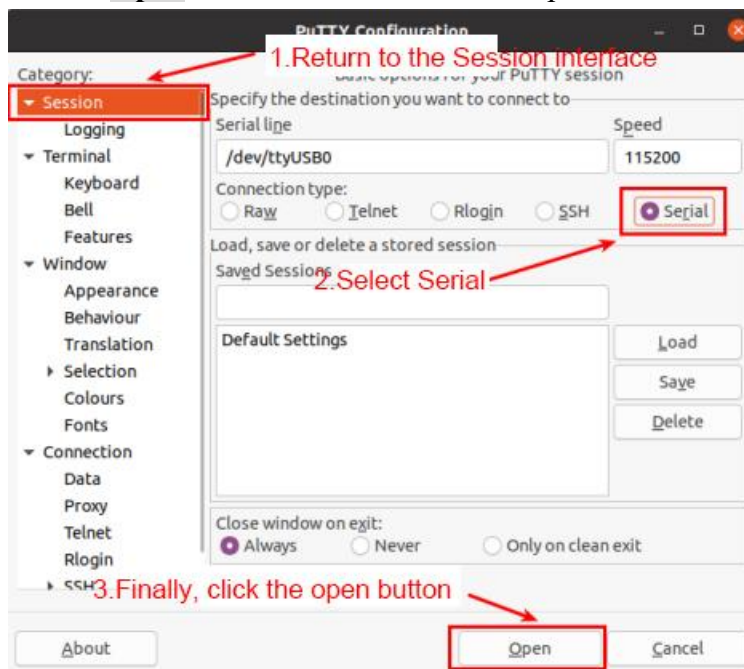 PuTTY Configuration
1.Return to the Session interface
Category:
Basic options for your PuTTY session
Session
Logging
Terminal
Keyboard
Bell
Features
Window
Appearance
Behaviour
Translation
Selection
Colours
Fonts
Connection
Data
Proxy
Telnet
Rlogin
SSH
Specify the destination you want to connect to
Serial line
Speed
/dev/ttyUSB0
115200
Connection type:
Raw
Telnet
Rlogin
SSH
Serial
Load, save or delete a stored session
Saved Sessions
2.Select Serial
Default Settings
Load
Save
Delete
Close window on exit:
Always
Never
Only on clean exit
3.Finally, click the open button
About
Open
Cancel